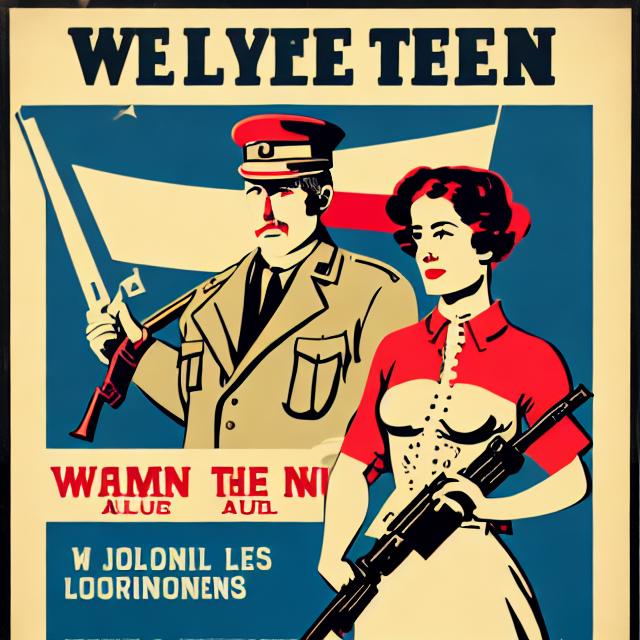 WELYEE TEEN
WAMN THE NU
ALUE AUL
W JOLONIL LES
LOORINONENS